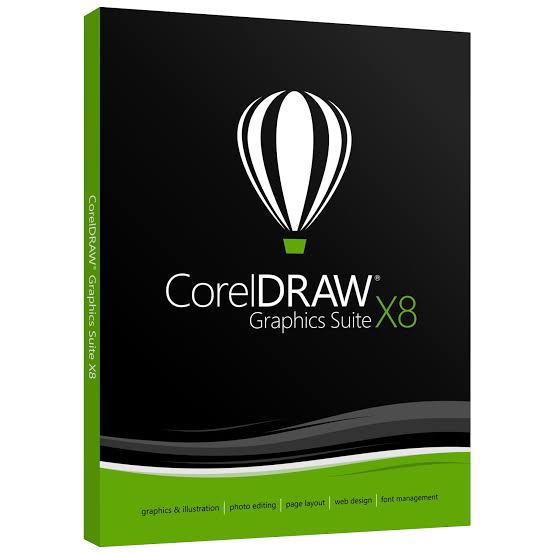 CorelDRAW® Graphics Suite X8
CorelDRAW®
Graphics Suite X8
graphics & illustration | photo editing | page layout | web design | font management